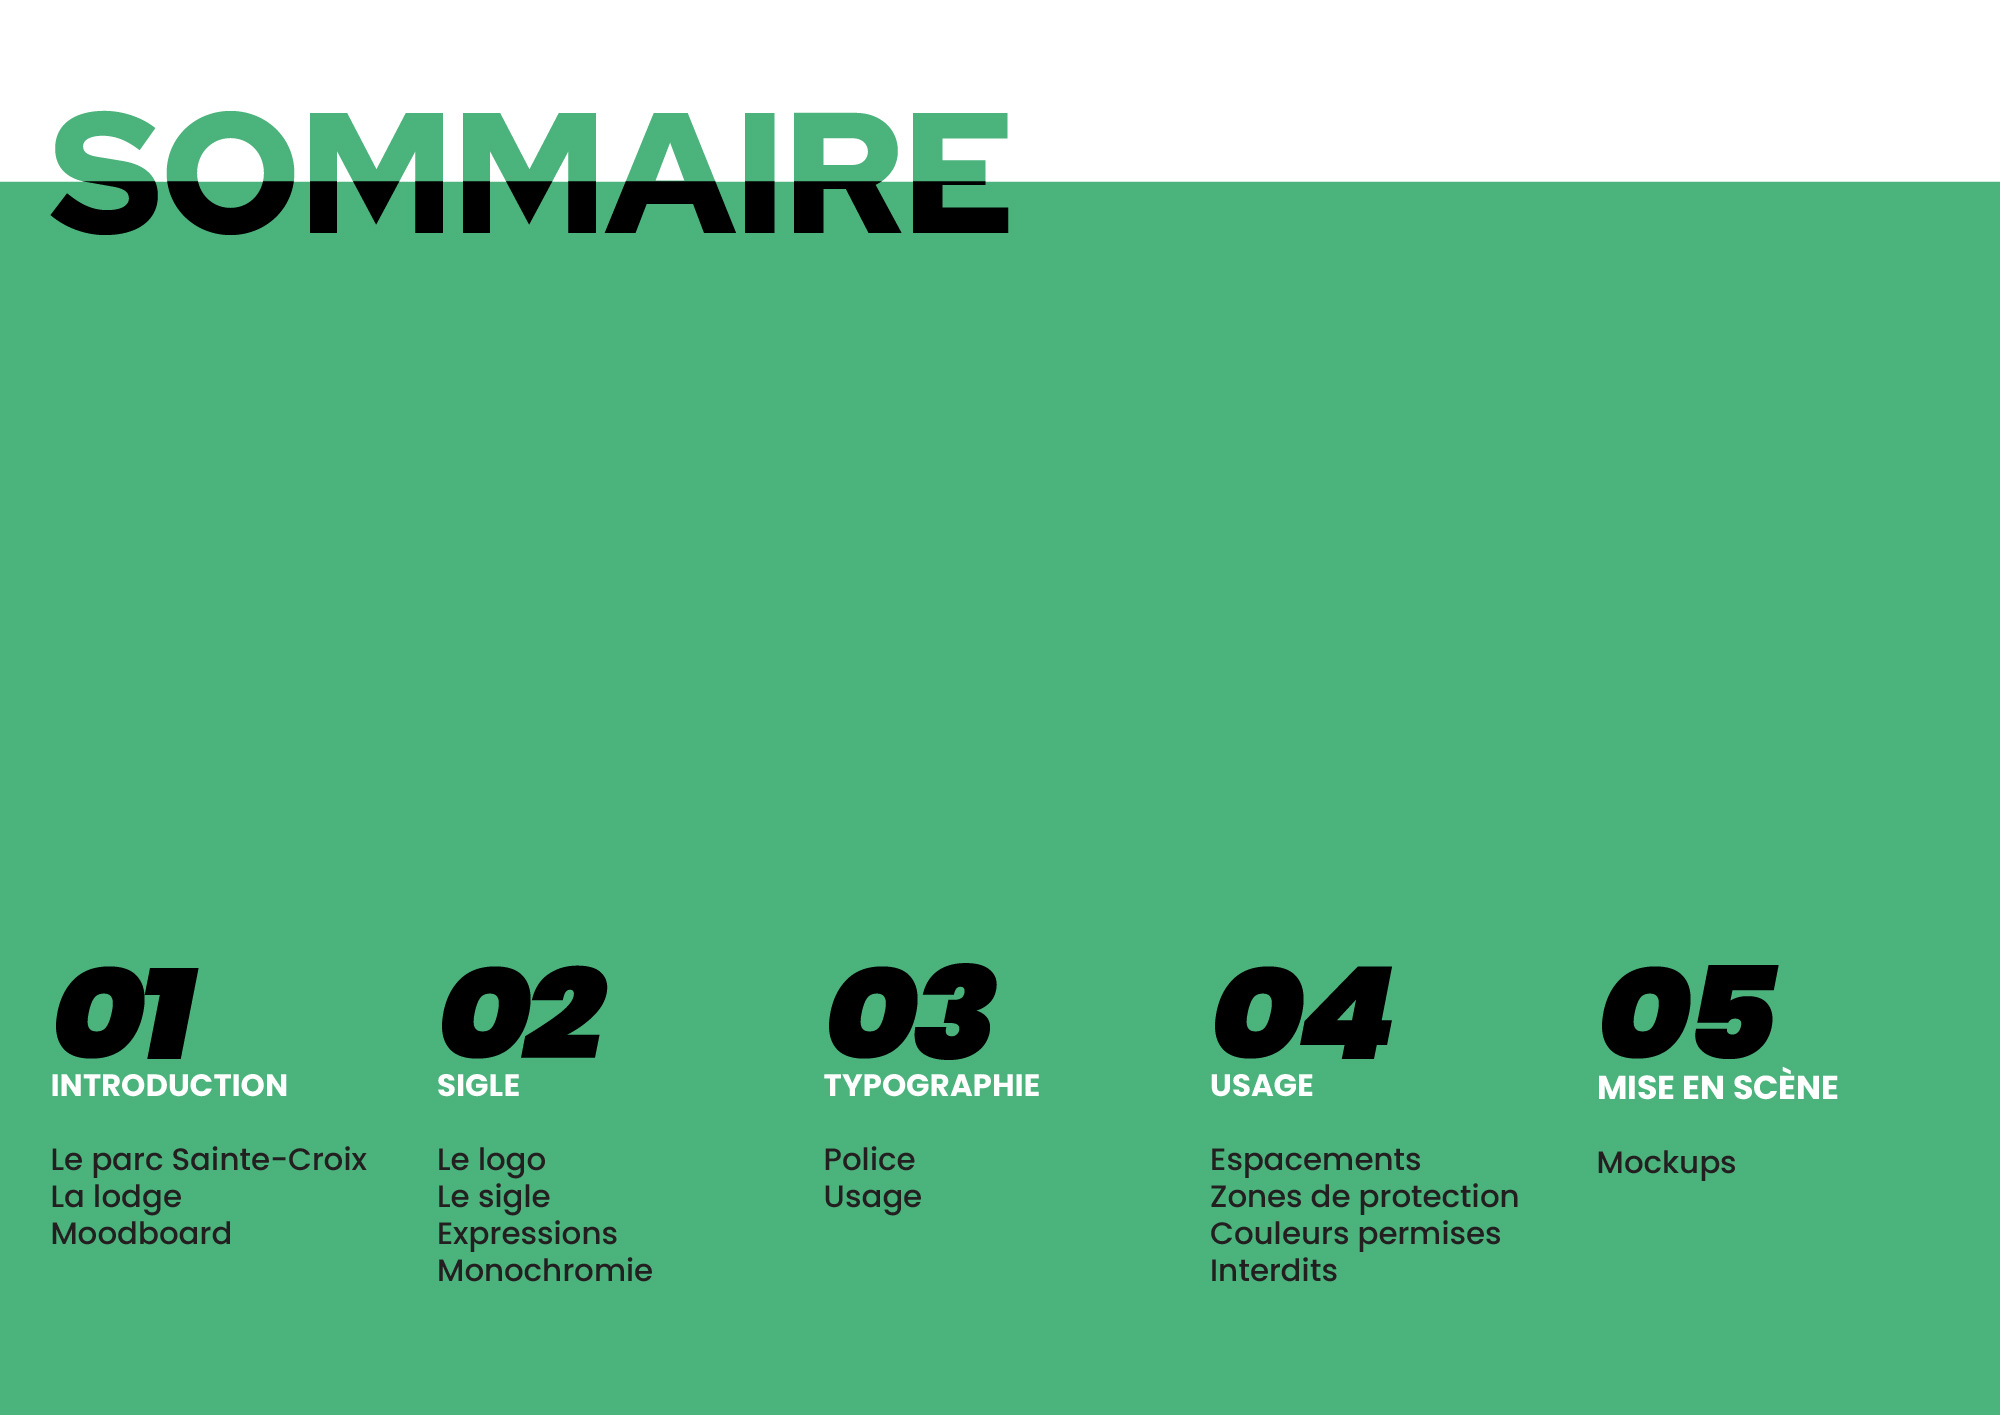 SOMMAIRE
01
INTRODUCTION
Le parc Sainte-Croix
La lodge
Moodboard
02
SIGLE
Le logo
Le sigle
Expressions
Monochromie
03
TYPOGRAPHIE
Police
Usage
04
USAGE
Espacements
Zones de protection
Couleurs permises
Interdits
05
MISE EN SCÈNE
Mockups